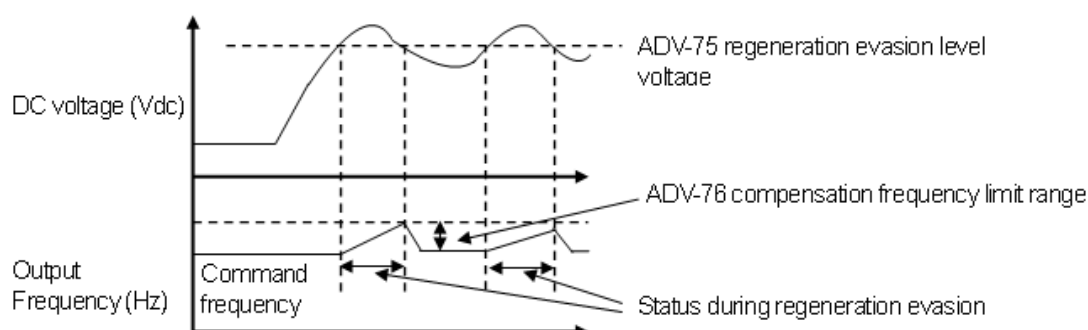 ADV-75 regeneration evasion level
voltage
DC voltage (Vdc)
ADV-76 compensation frequency limit range
Output
Frequency (Hz)
Command
frequency
Status during regeneration evasion